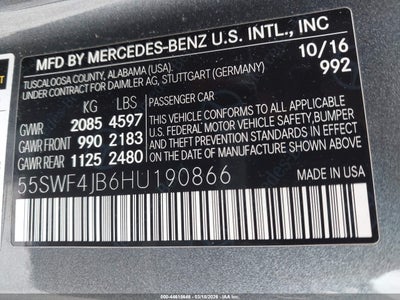 MFD BY MERCEDES-BENZ U.S. INTL., INC
TUSCALOOSA COUNTY, ALABAMA (USA). 10/16
UNDER CONTRACT FOR DAIMLER AG, STUTTGART (GERMANY) 992
KG LBS PASSENGER CAR
GVWR 2085 4597 THIS VEHICLE CONFORMS TO ALL APPLICABLE
GAWR FRONT 990 2183 U.S. FEDERAL MOTOR VEHICLE SAFETY, BUMPER
GAWR REAR 1125 2480 AND THEFT PREVENTION STANDARDS IN EFFECT
ON THE DATE OF MANUFACTURE SHOWN ABOVE.
55SWF4JB6HU190866
Made in USA